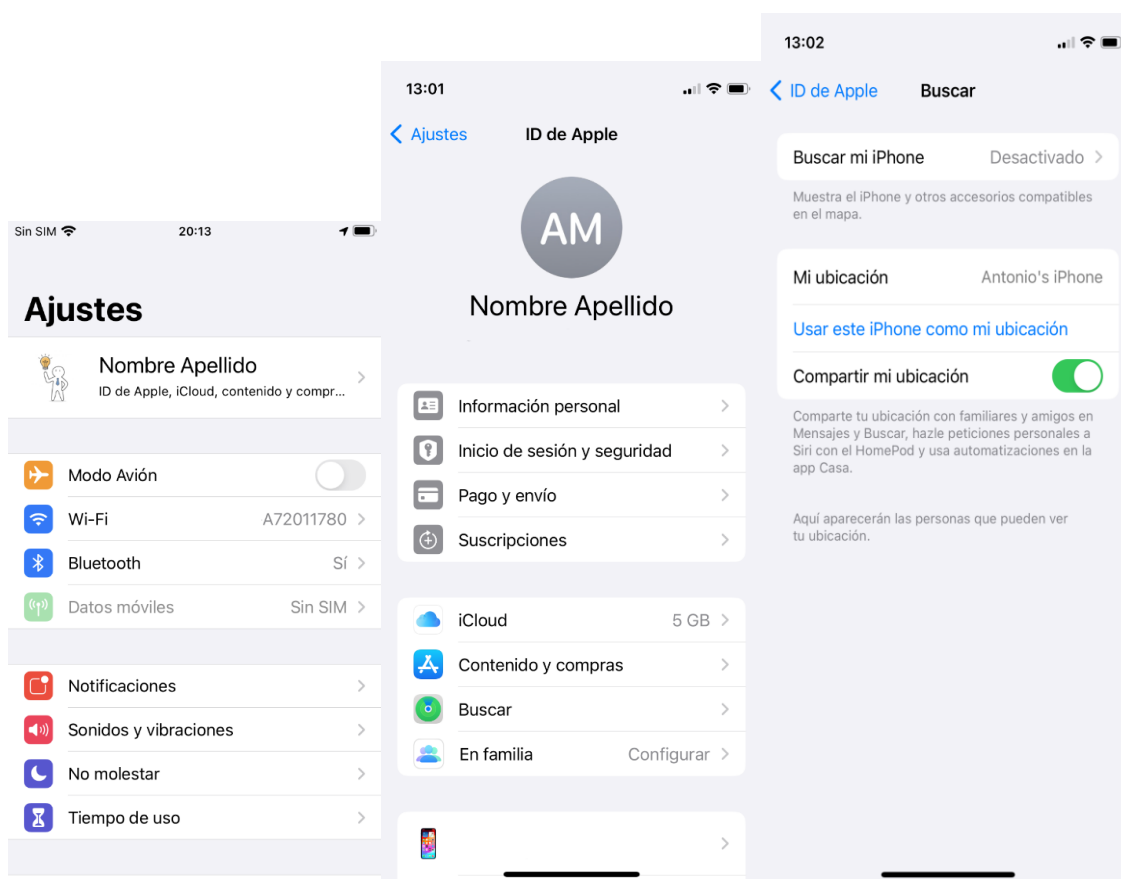 Sin SIM 20:13
Ajustes
Nombre Apellido
ID de Apple, iCloud, contenido y compr...
Modo Avión
Wi-Fi A72011780
Bluetooth Sí
Datos móviles Sin SIM
Notificaciones
Sonidos y vibraciones
No molestar
Tiempo de uso
13:01
Ajustes ID de Apple
AM
Nombre Apellido
Información personal
Inicio de sesión y seguridad
Pago y envío
Suscripciones
iCloud 5 GB
Contenido y compras
Buscar
En familia Configurar
13:02
ID de Apple Buscar
Buscar mi iPhone Desactivado
Muestra el iPhone y otros accesorios compatibles
en el mapa.
Mi ubicación Antonio's iPhone
Usar este iPhone como mi ubicación
Compartir mi ubicación
Comparte tu ubicación con familiares y amigos en
Mensajes y Buscar, hazle peticiones personales a
Siri con el HomePod y usa automatizaciones en la
app Casa.
Aquí aparecerán las personas que pueden ver
tu ubicación.